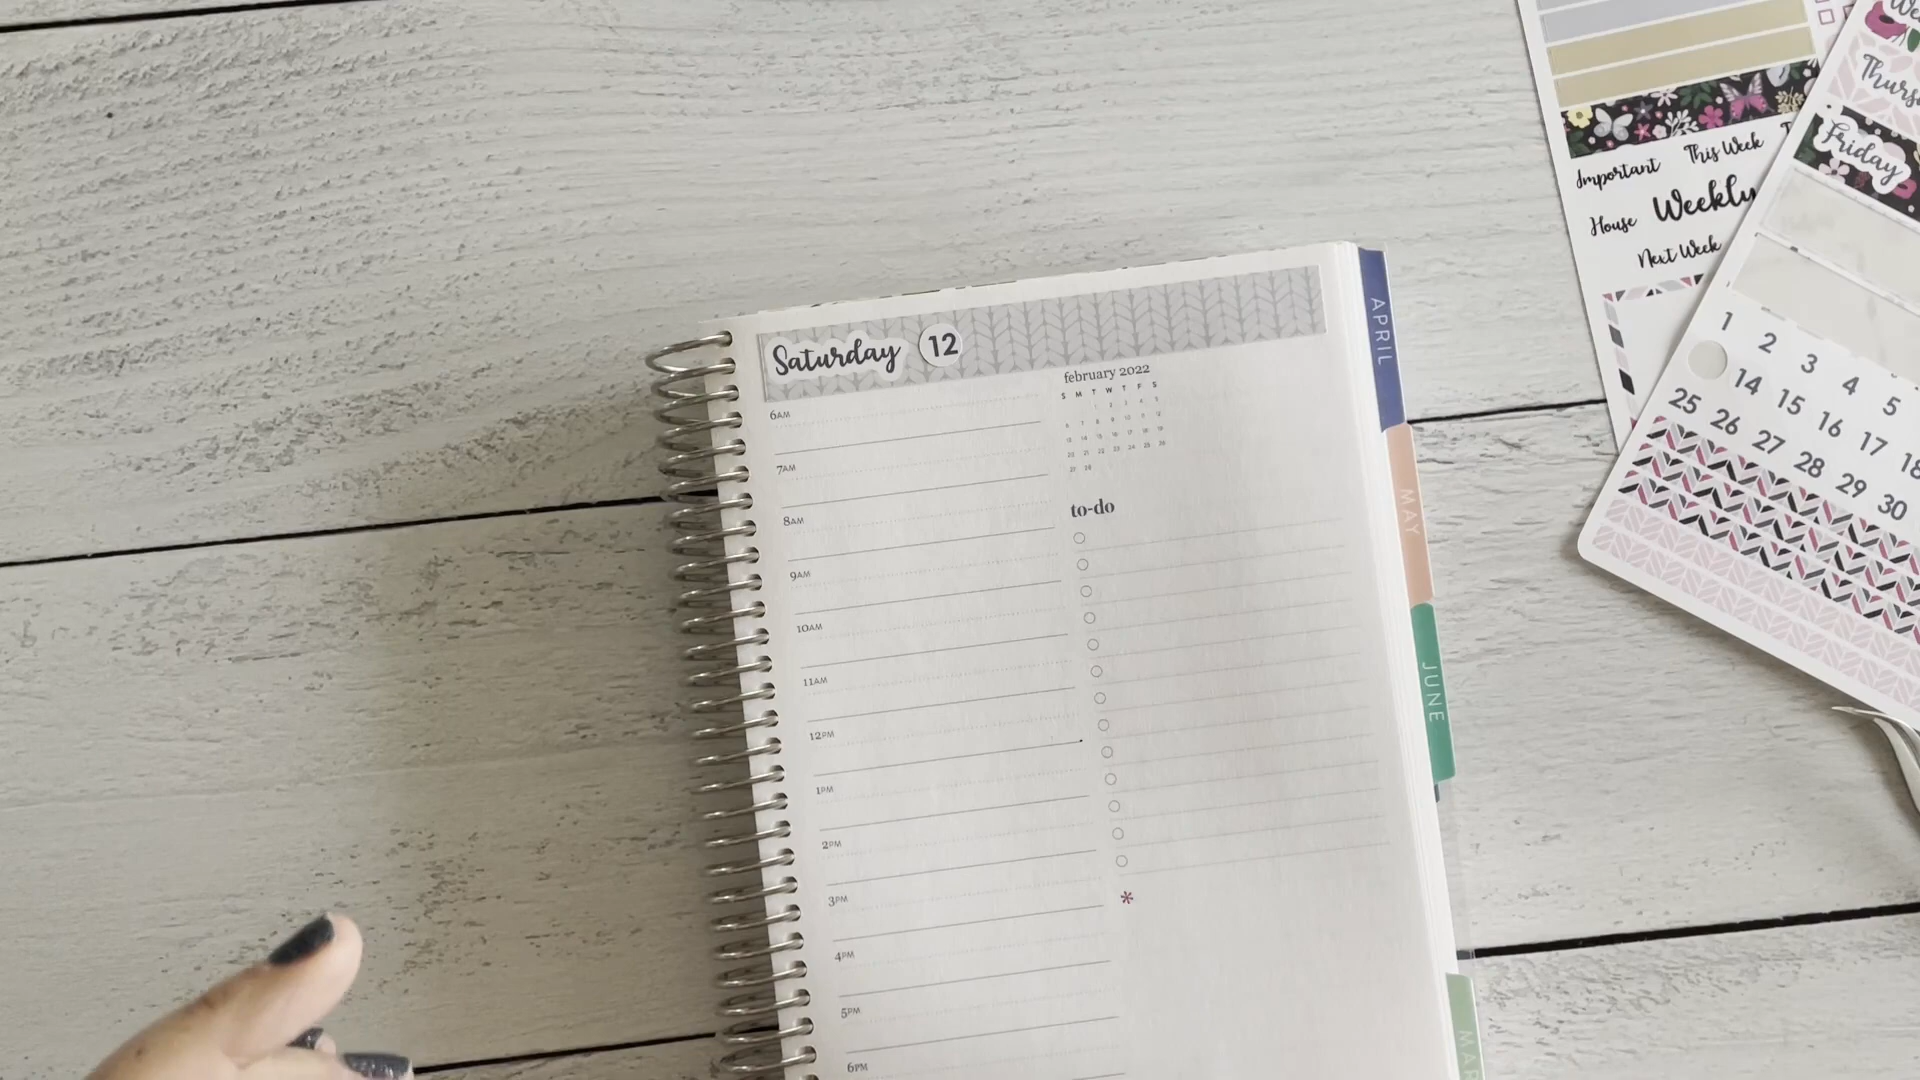 Saturday 12
february 2022
S M T W T F S
6AM
7AM
8AM
9AM
10AM
11AM
12PM
1PM
2PM
3PM
4PM
5PM
6PM
to-do
*
APRIL
MAY
JUNE
MAR
Important This Week
House Weekly
Next Week
Friday
1 2 3 4 5
14 15 16 17 18
25 26 27 28 29 30